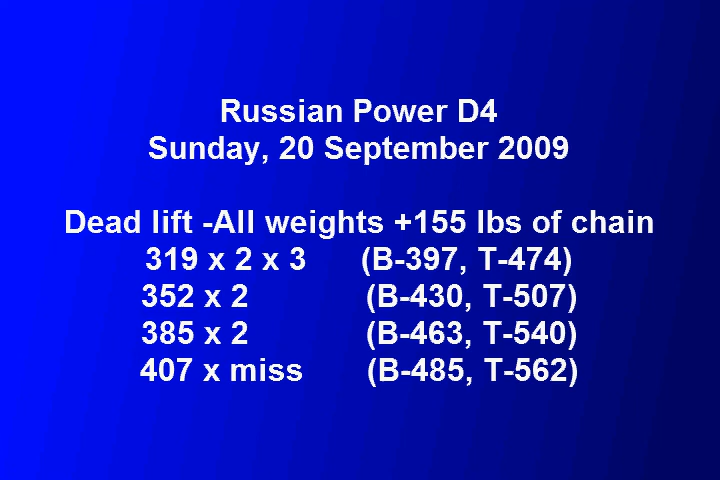 Russian Power D4
Sunday, 20 September 2009
Dead lift -All weights +155 lbs of chain
319 x 2 x 3 (B-397, T-474)
352 x 2 (B-430, T-507)
385 x 2 (B-463, T-540)
407 x miss (B-485, T-562)